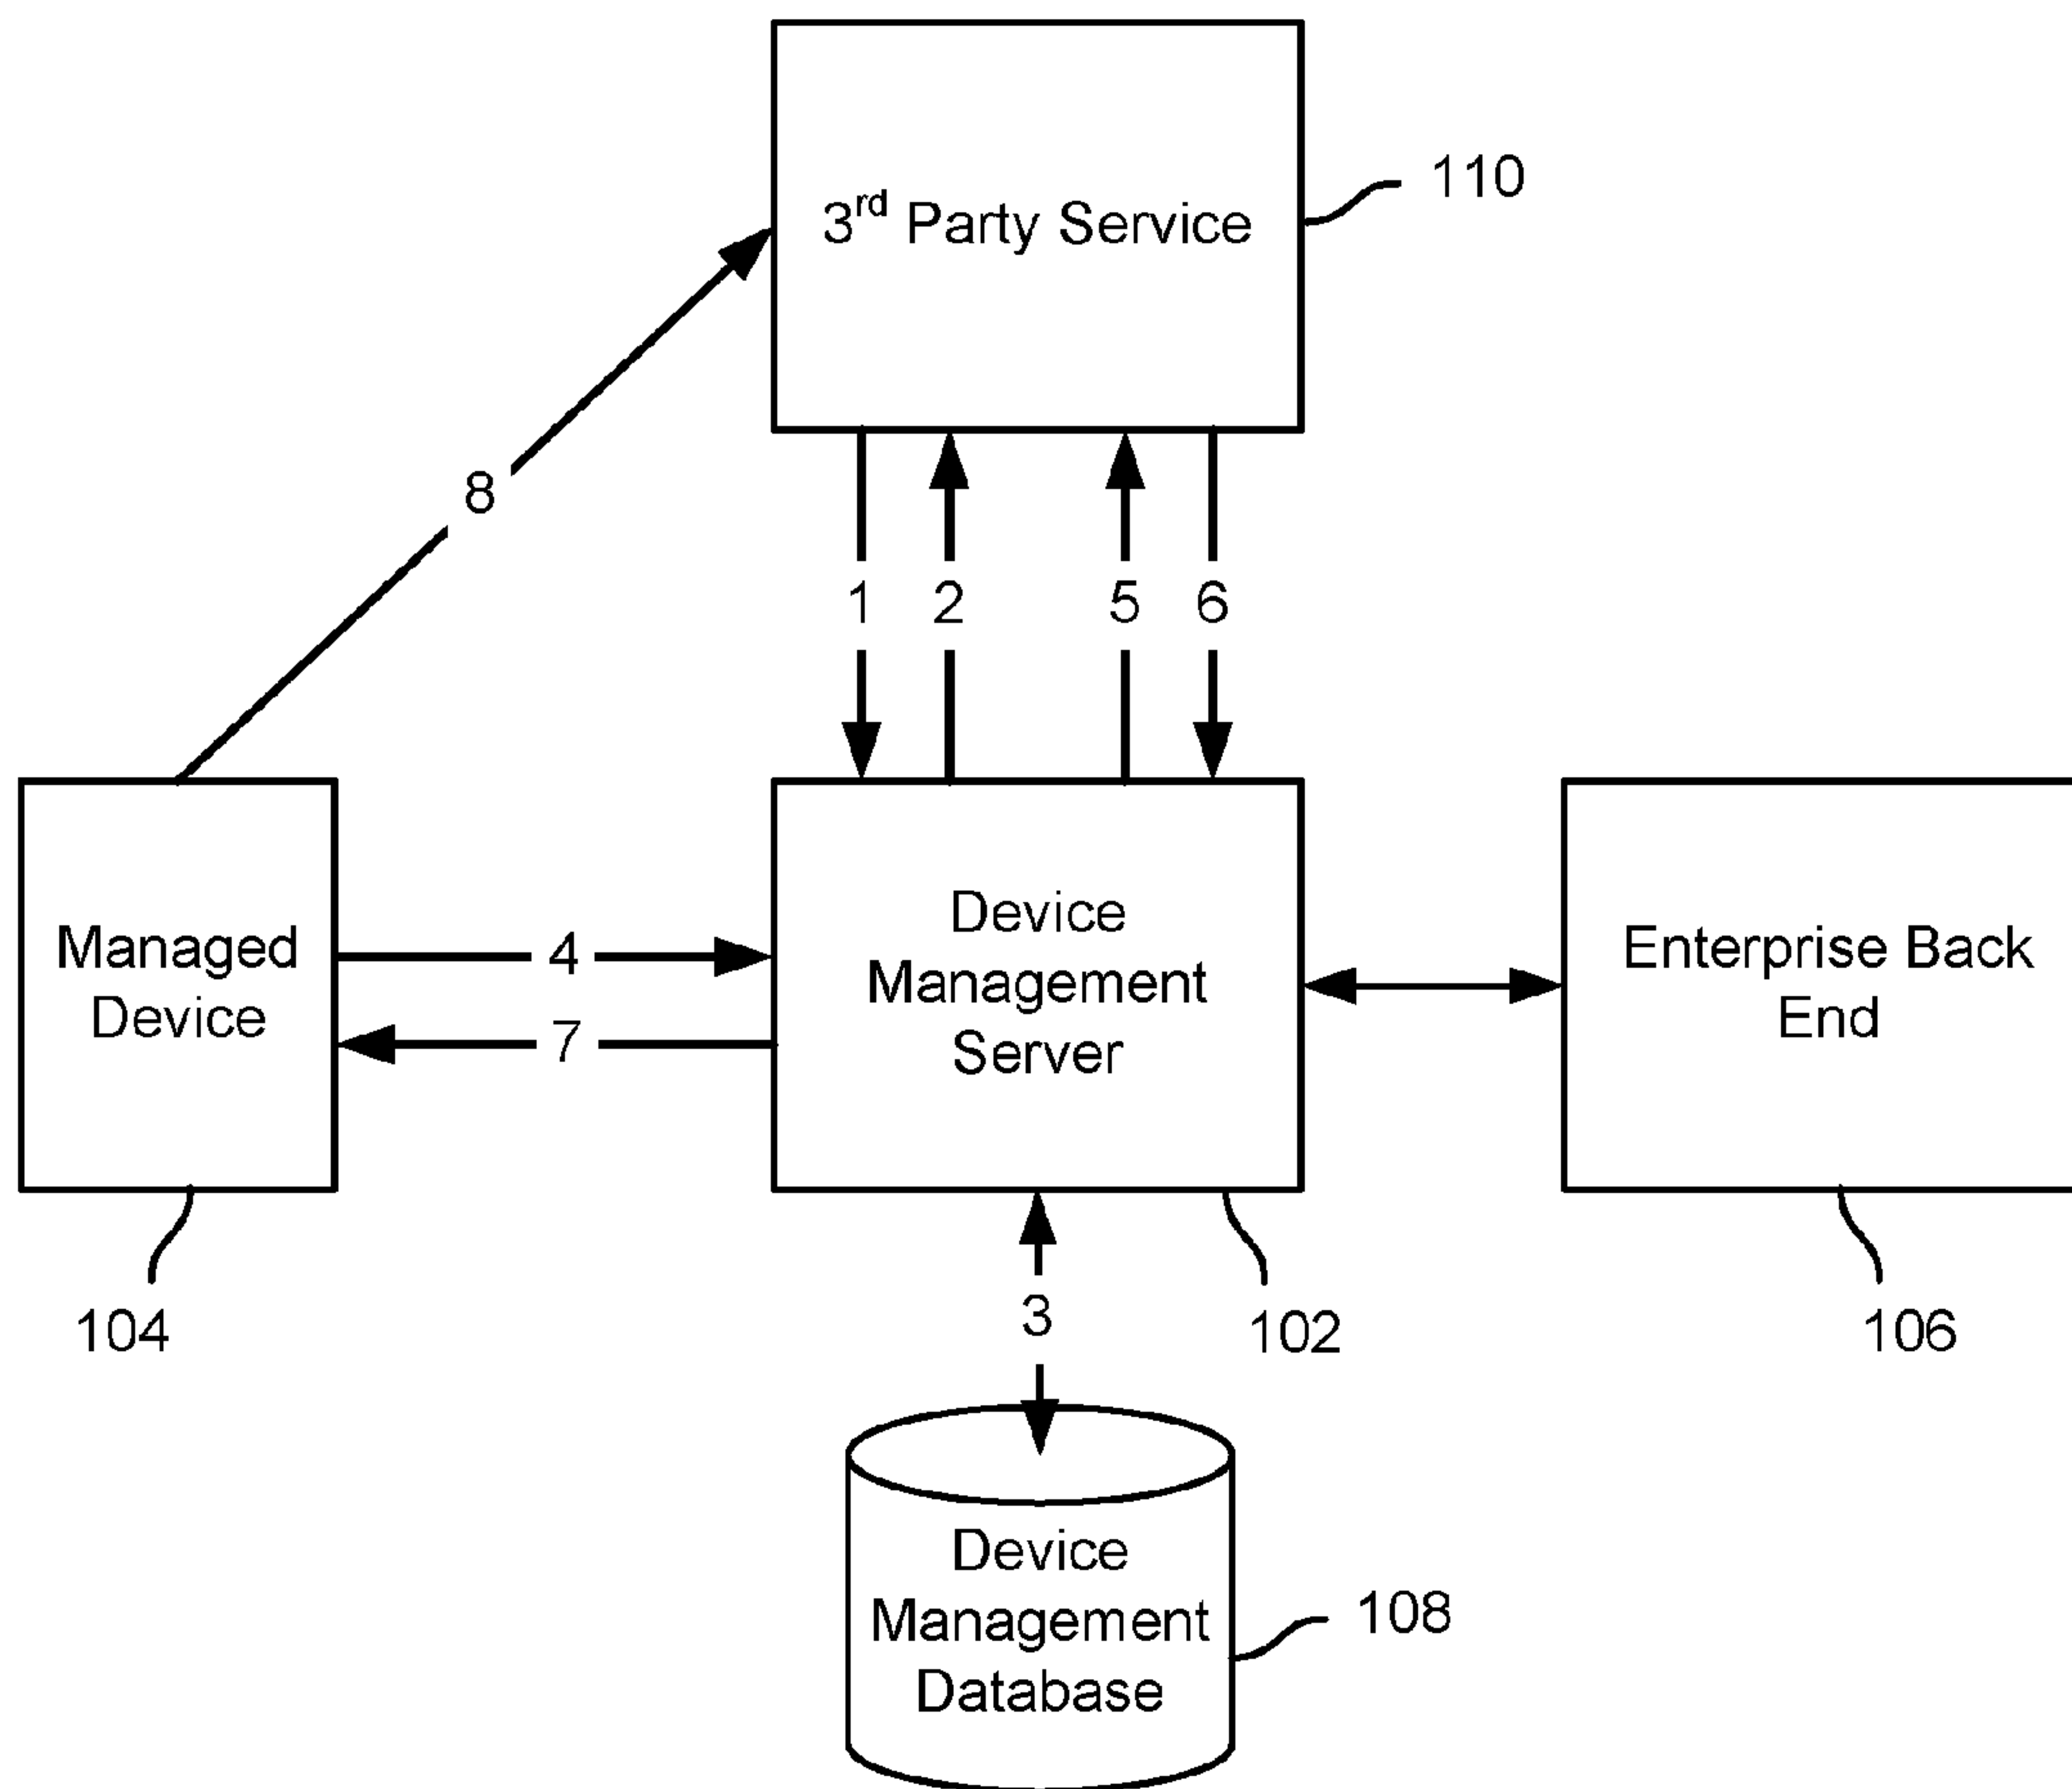 3rd Party Service
110
8
1 2 5 6
Managed
Device
4
7
Device
Management
Server
Enterprise Back
End
104
3
102
106
Device
Management
Database
108